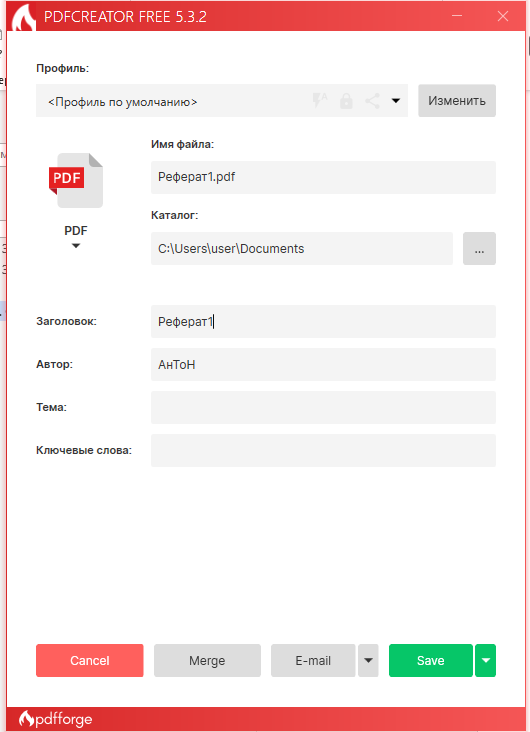 PDFCREATOR FREE 5.3.2
Профиль:
<Профиль по умолчанию>
Изменить
Имя файла:
Реферат1.pdf
PDF
Каталог:
PDF
C:\Users\user\Documents
...
Заголовок:
Реферат1
Автор:
АнТоН
Тема:
Ключевые слова:
Cancel
Merge
E-mail
Save
pdfforge